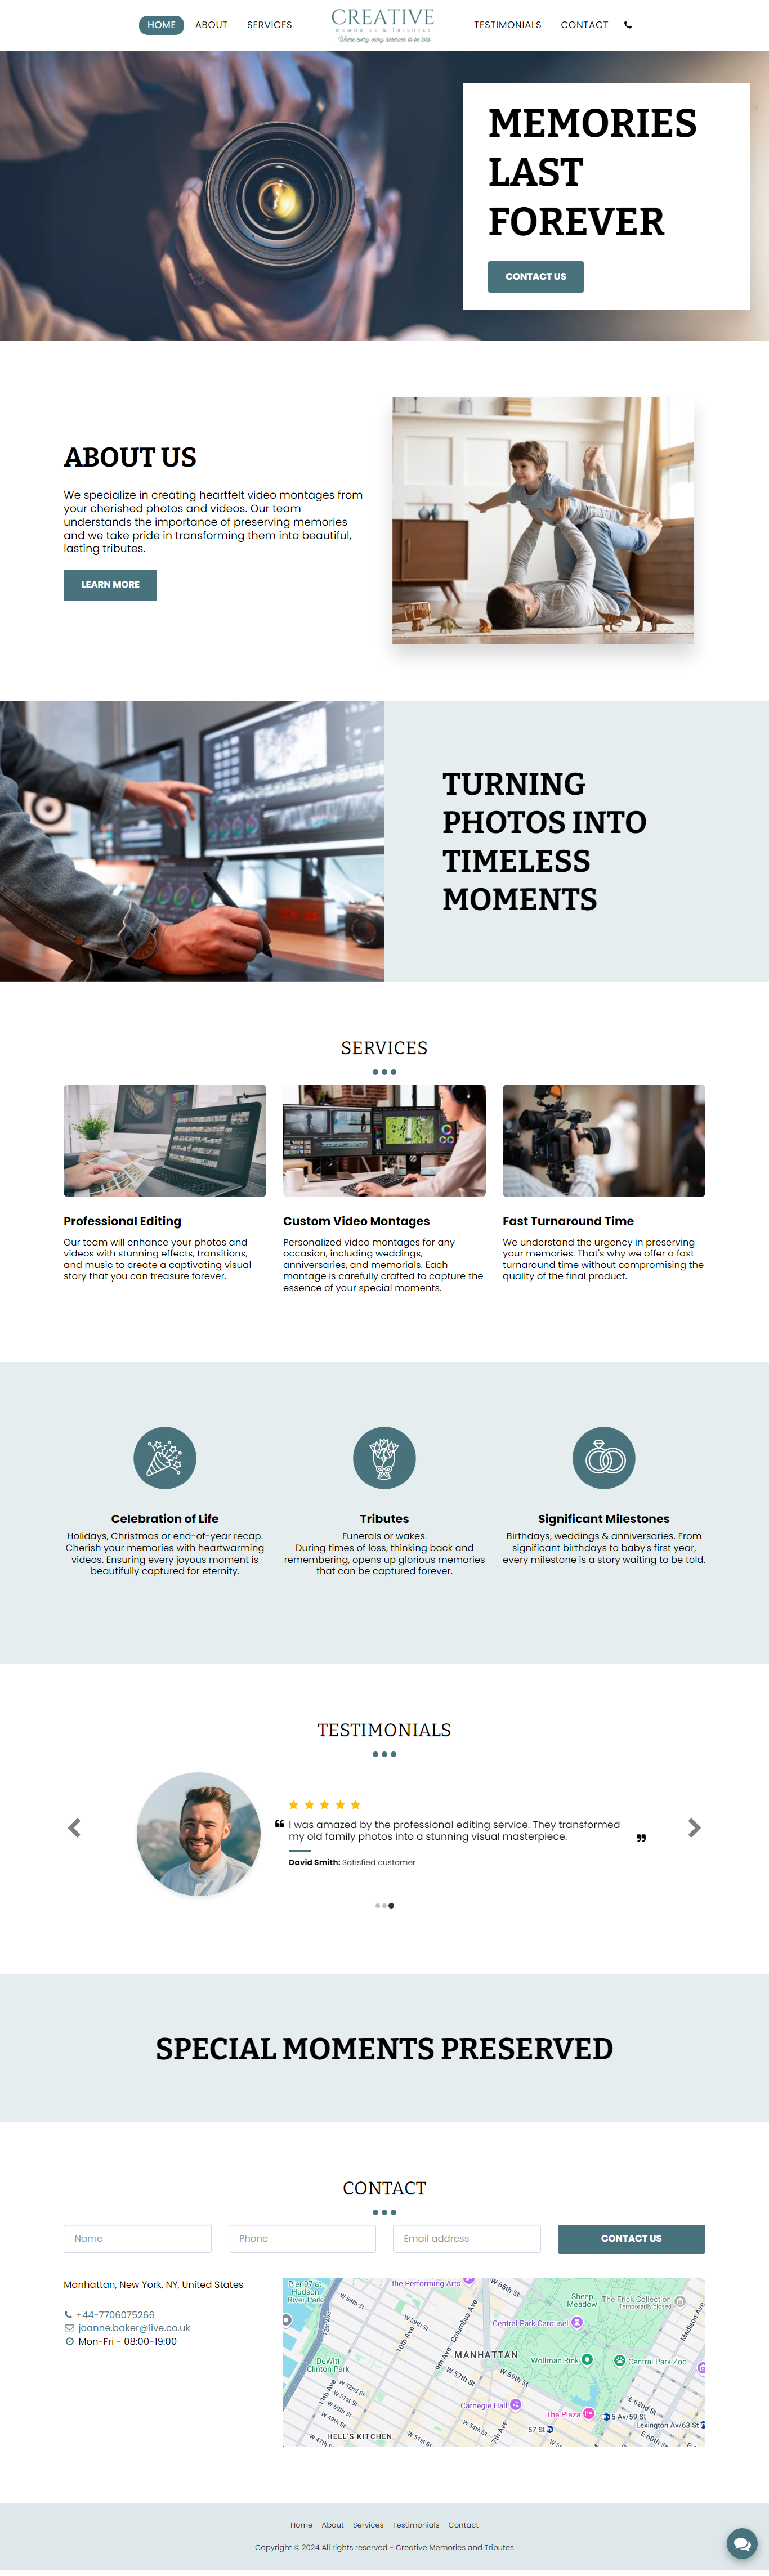 HOME
ABOUT
SERVICES
CREATIVE
MEMORIES & TRIBUTES
Where every story deserves to be told
TESTIMONIALS
CONTACT
MEMORIES
LAST
FOREVER
CONTACT US
ABOUT US
We specialize in creating heartfelt video montages from
your cherished photos and videos. Our team
understands the importance of preserving memories
and we take pride in transforming them into beautiful,
lasting tributes.
LEARN MORE
TURNING
PHOTOS INTO
TIMELESS
MOMENTS
SERVICES
Professional Editing
Our team will enhance your photos and
videos with stunning effects, transitions,
and music to create a captivating visual
story that you can treasure forever.
Custom Video Montages
Personalized video montages for any
occasion, including weddings,
anniversaries, and memorials. Each
montage is carefully crafted to capture the
essence of your special moments.
Fast Turnaround Time
We understand the urgency in preserving
your memories. That's why we offer a fast
turnaround time without compromising the
quality of the final product.
Celebration of Life
Holidays, Christmas or end-of-year recap.
Cherish your memories with heartwarming
videos. Ensuring every joyous moment is
beautifully captured for eternity.
Tributes
Funerals or wakes.
During times of loss, thinking back and
remembering, opens up glorious memories
that can be captured forever.
Significant Milestones
Birthdays, weddings & anniversaries. From
significant birthdays to baby's first year,
every milestone is a story waiting to be told.
TESTIMONIALS
❝ I was amazed by the professional editing service. They transformed
my old family photos into a stunning visual masterpiece. ❞
David Smith: Satisfied customer
SPECIAL MOMENTS PRESERVED
CONTACT
Name
Phone
Email address
CONTACT US
Manhattan, New York, NY, United States
+44-7706075266
joanne.baker@live.co.uk
Mon-Fri - 08:00-19:00
Pier 97 at
Hudson
River Park
the Performing Arts
W 65th St
Sheep
Meadow
The Frick Collection
Temporarily closed
W 58th St
12th Ave
W 59th St
Columbus Ave
Central Park Carousel
Madison Ave
10th Ave
9th Ave
MANHATTAN
Wollman Rink
Central Park Zoo
DeWitt
Clinton Park
W 57th St
W 59th St
11th Ave
W 52nd St
W 51st St
W 50th St
W 49th St
Carnegie Hall
The Plaza
E 62nd St
5 Av/59 St
Lexington Av/63 St
57 St
W 54th St
7th Ave
W 51st St
E 60th St
W 47th St
HELL'S KITCHEN
Home
About
Services
Testimonials
Contact
Copyright © 2024 All rights reserved - Creative Memories and Tributes